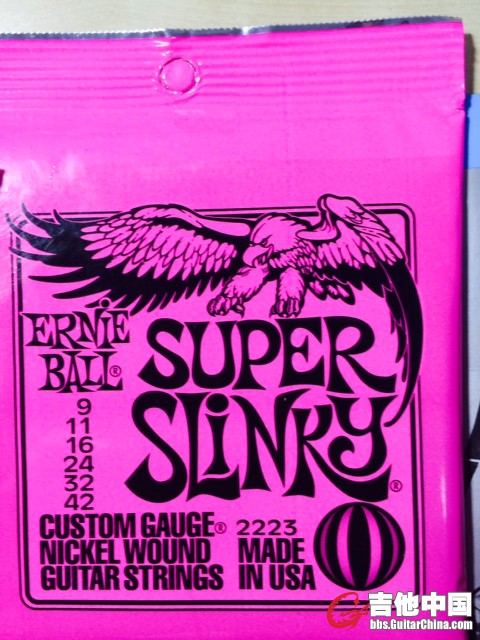 ERNIE
BALL®
SUPER
SLINKY®
9
11
16
24
32
42
CUSTOM GAUGE®
NICKEL WOUND
GUITAR STRINGS
2223
MADE
IN USA
吉他中国
bbs.GuitarChina.com